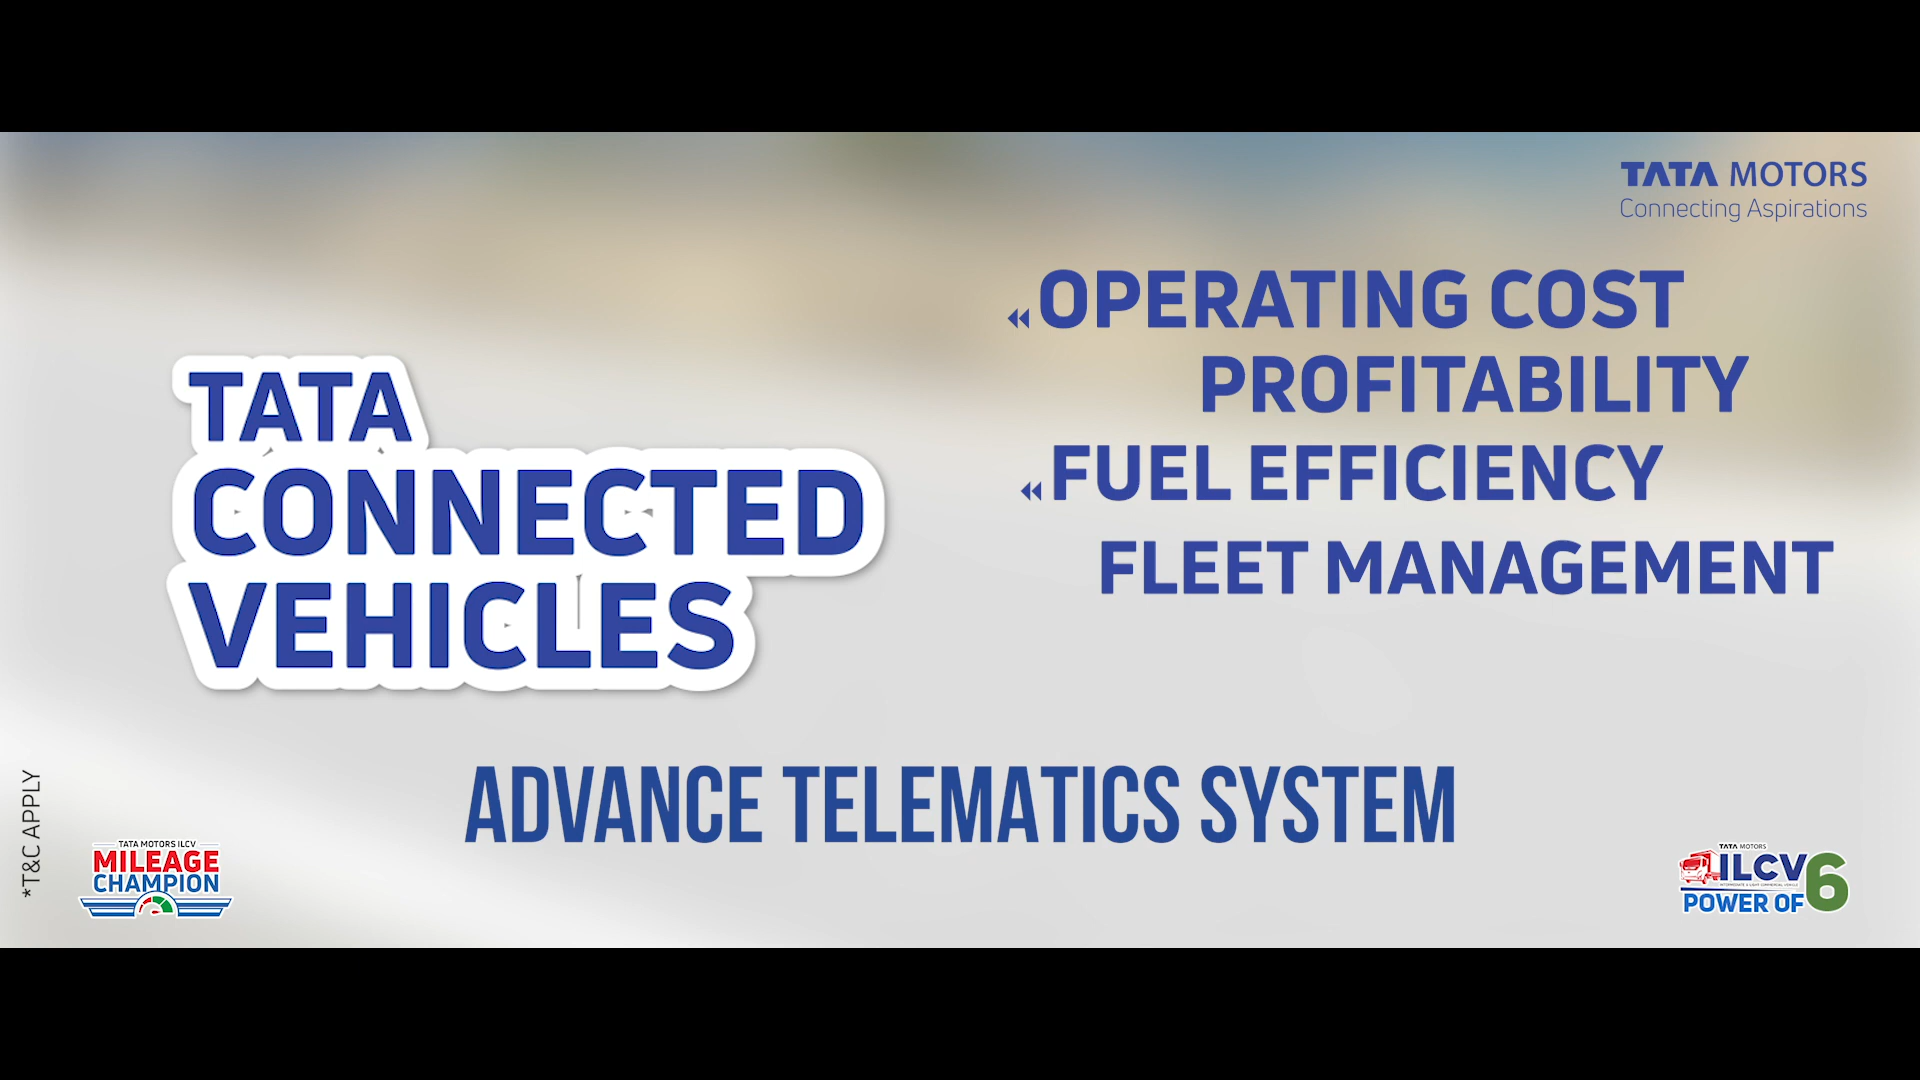 TATA MOTORS
Connecting Aspirations
OPERATING COST
PROFITABILITY
FUEL EFFICIENCY
FLEET MANAGEMENT
TATA
CONNECTED
VEHICLES
ADVANCE TELEMATICS SYSTEM
*T&C APPLY
TATA MOTORS ILCV
MILEAGE
CHAMPION
TATA MOTORS
ILCV
POWER OF 6